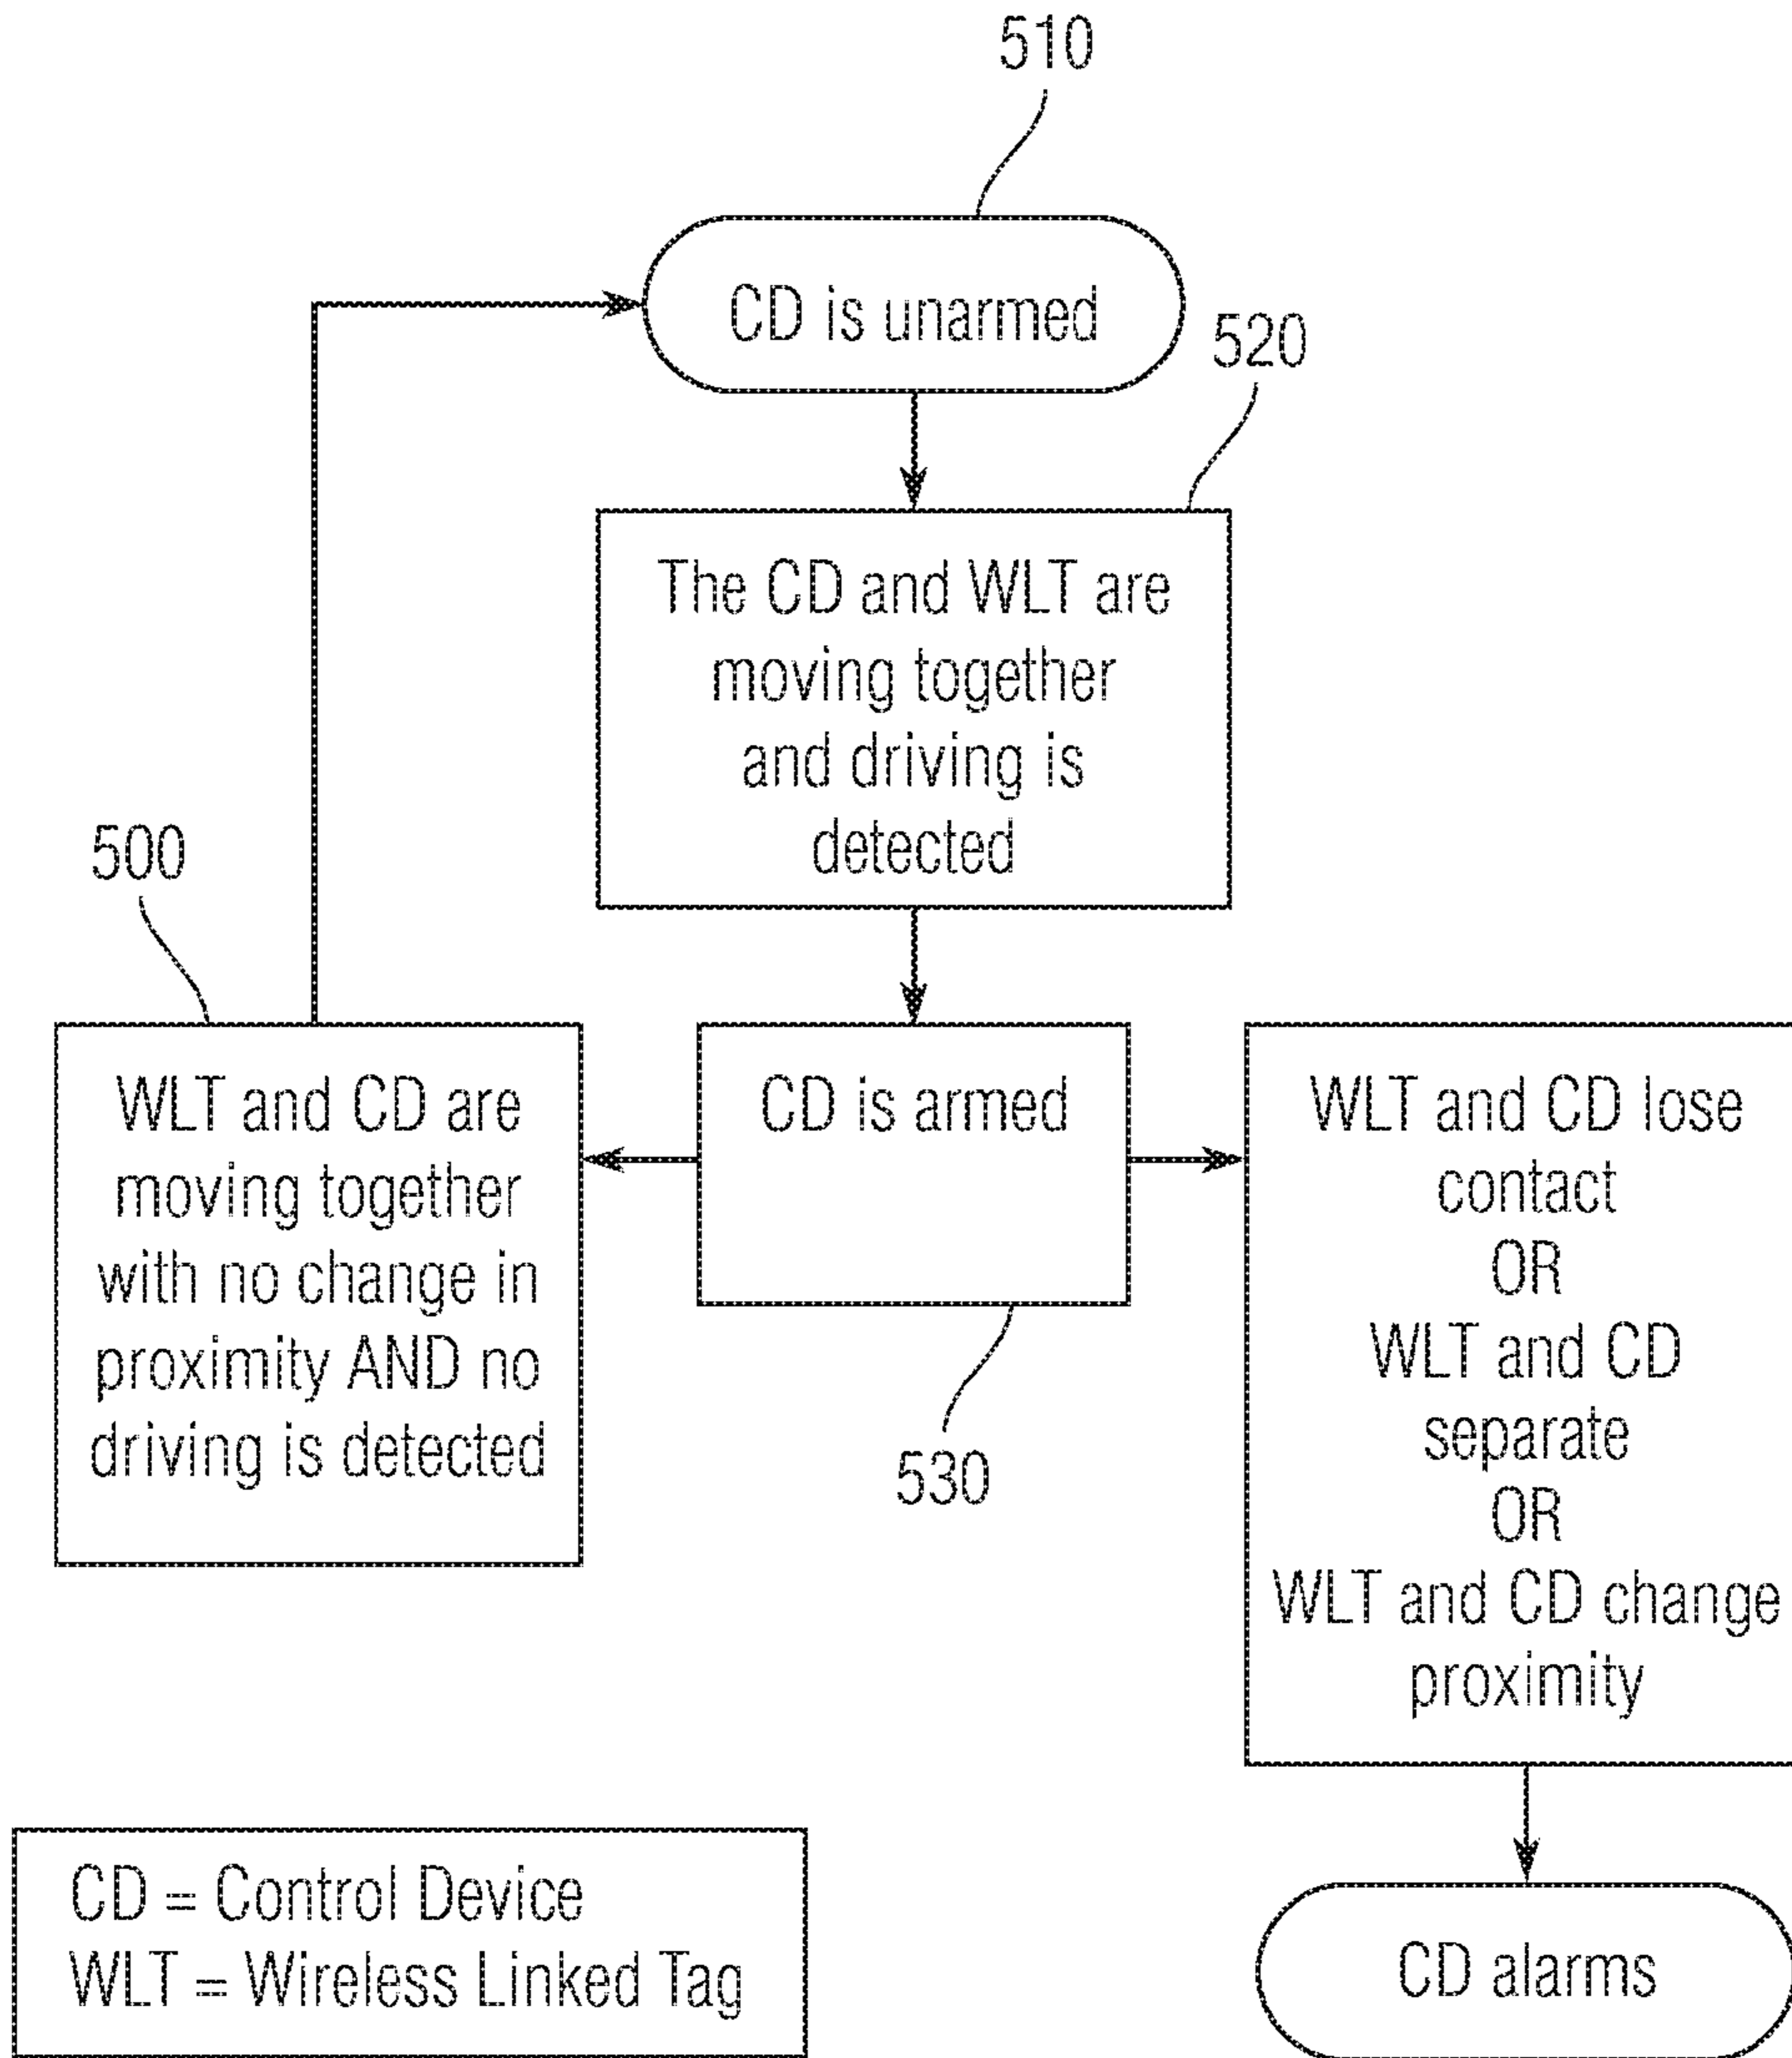 510
CD is unarmed
520
The CD and WLT are
moving together
and driving is
detected
500
WLT and CD are
moving together
with no change in
proximity AND no
driving is detected
CD is armed
530
WLT and CD lose
contact
OR
WLT and CD
separate
OR
WLT and CD change
proximity
CD = Control Device
WLT = Wireless Linked Tag
CD alarms